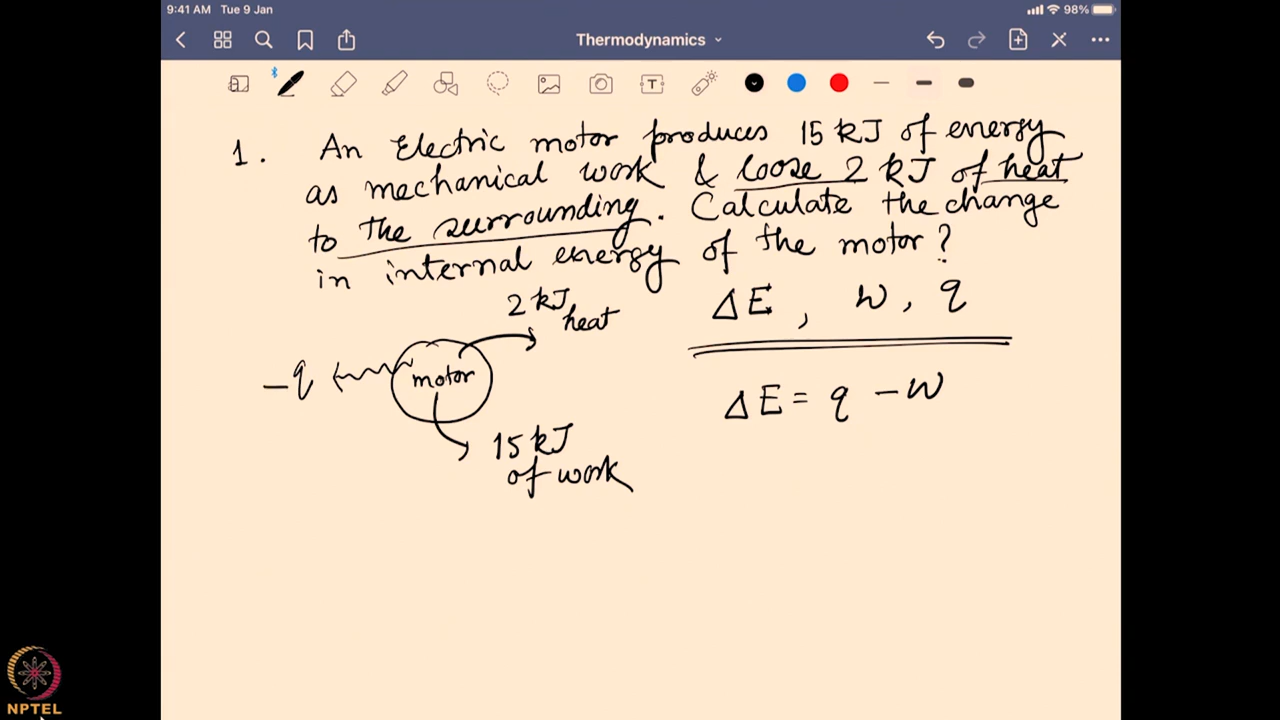 9:41 AM Tue 9 Jan
98%
Thermodynamics
T
1. An Electric motor produces 15 kJ of energy
as mechanical work & loose 2 kJ of heat
to the surrounding. Calculate the change
in internal energy of the motor?
2 kJ
heat
ΔE, w, q
-q
motor
ΔE = q - w
15 kJ
of work
NPTEL